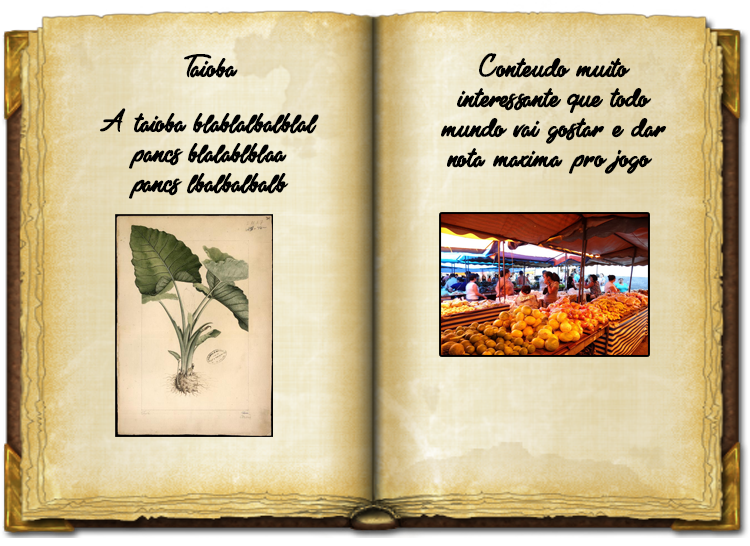 Taioba
A taioba blablalbalblal
pancs blalablblaa
pancs lbalbalbalb
Conteudo muito
interessante que todo
mundo vai gostar e dar
nota maxima pro jogo